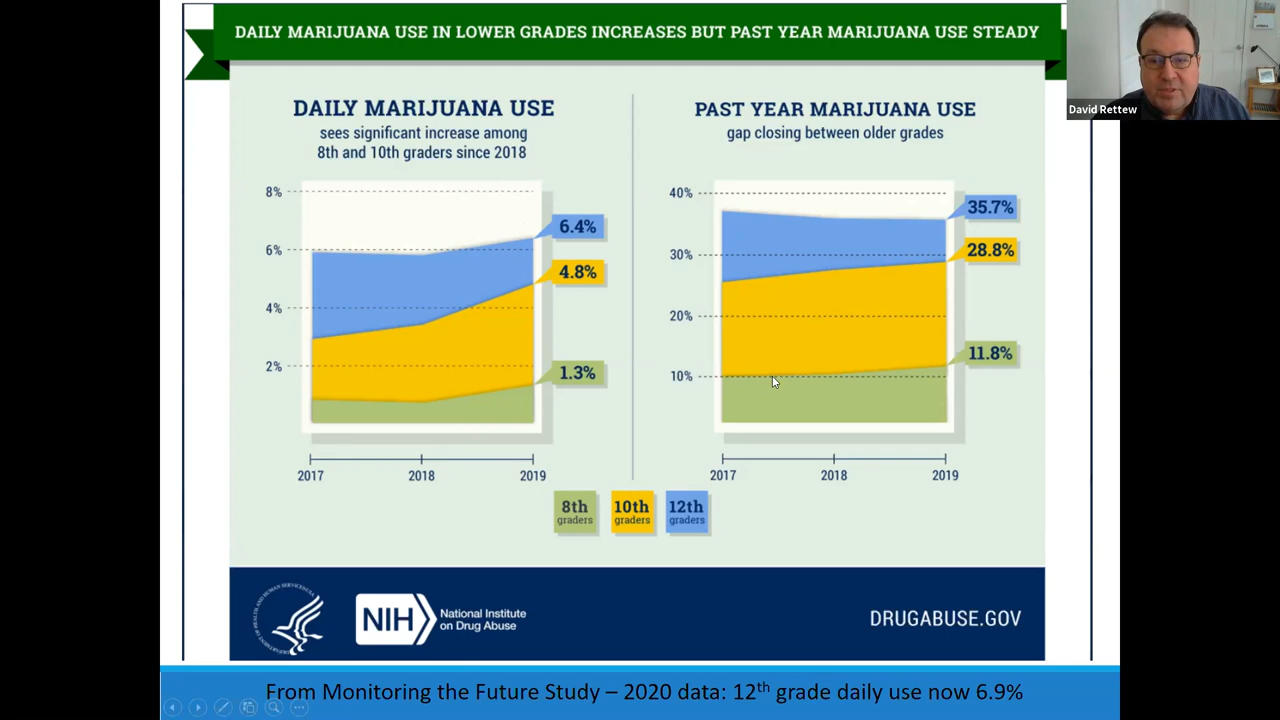 DAILY MARIJUANA USE IN LOWER GRADES INCREASES BUT PAST YEAR MARIJUANA USE STEADY
David Rettew
DAILY MARIJUANA USE
sees significant increase among
8th and 10th graders since 2018
8%
6%
4%
2%
6.4%
4.8%
1.3%
2017
2018
2019
PAST YEAR MARIJUANA USE
gap closing between older grades
40%
30%
20%
10%
35.7%
28.8%
11.8%
2017
2018
2019
8th
graders
10th
graders
12th
graders
NIH
National Institute
on Drug Abuse
DRUGABUSE.GOV
From Monitoring the Future Study – 2020 data: 12th grade daily use now 6.9%